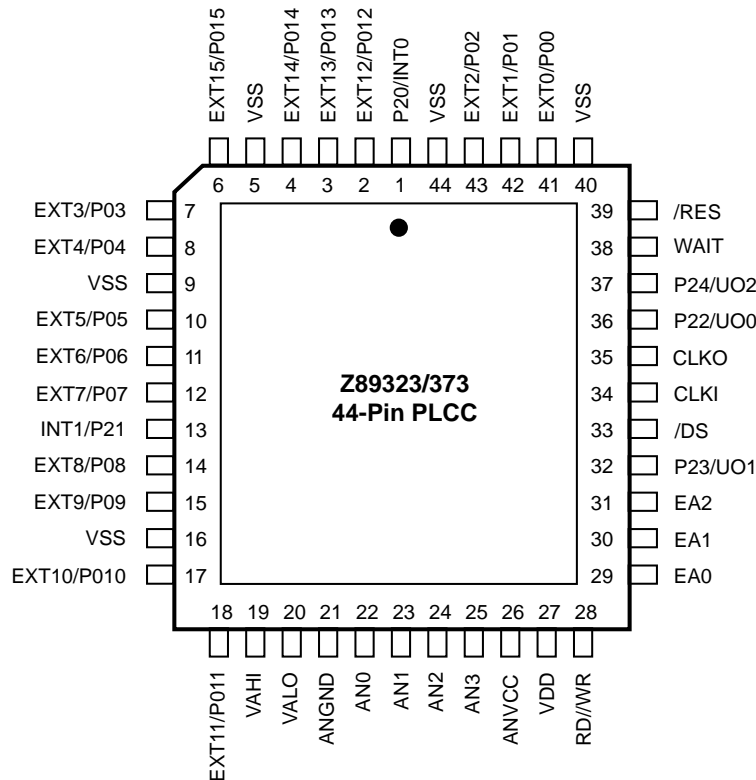 EXT15/P015
VSS
EXT14/P014
EXT13/P013
EXT12/P012
P20/INT0
VSS
EXT2/P02
EXT1/P01
EXT0/P00
VSS
6 5 4 3 2 1 44 43 42 41 40
EXT3/P03 7
EXT4/P04 8
VSS 9
EXT5/P05 10
EXT6/P06 11
EXT7/P07 12
INT1/P21 13
EXT8/P08 14
EXT9/P09 15
VSS 16
EXT10/P010 17
Z89323/373
44-Pin PLCC
39 /RES
38 WAIT
37 P24/UO2
36 P22/UO0
35 CLKO
34 CLKI
33 /DS
32 P23/UO1
31 EA2
30 EA1
29 EA0
18 19 20 21 22 23 24 25 26 27 28
EXT11/P011
VAHI
VALO
ANGND
AN0
AN1
AN2
AN3
ANVCC
VDD
RD//WR